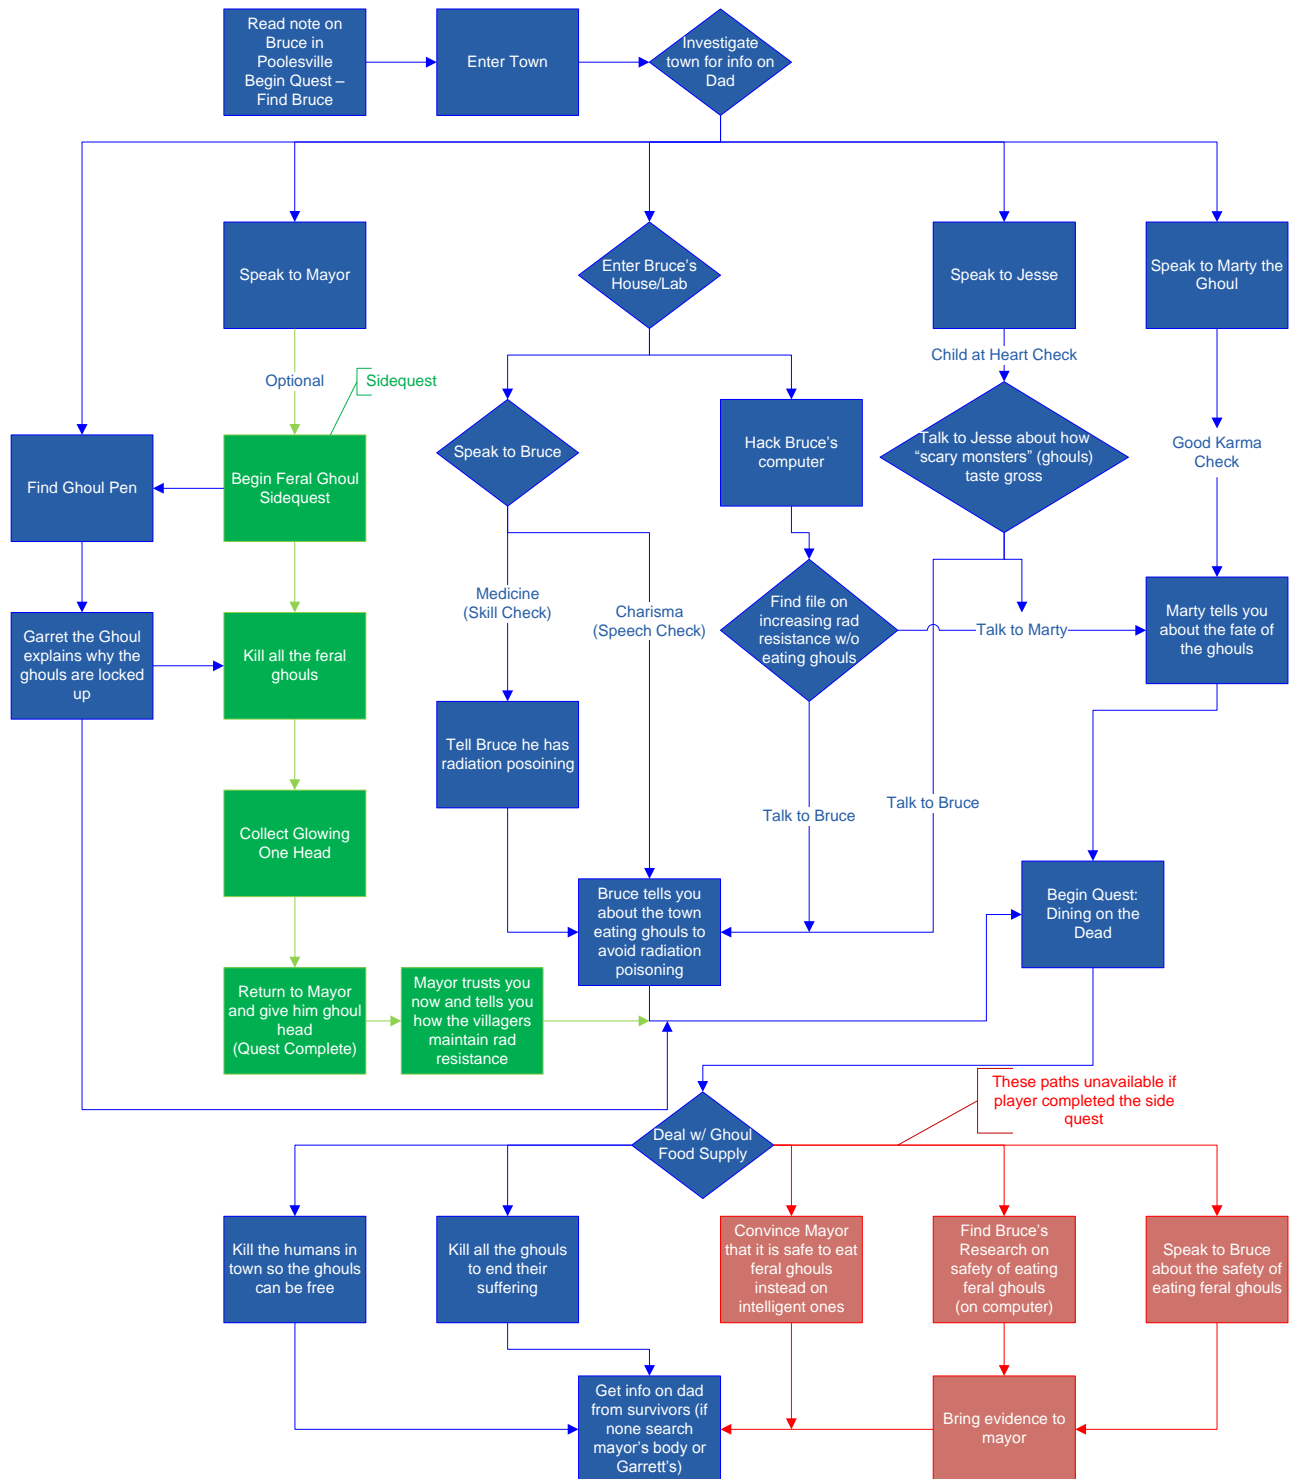 Read note on
Bruce in
Poolesville
Begin Quest –
Find Bruce
Enter Town
Investigate
town for info on
Dad
Speak to Mayor
Enter Bruce's
House/Lab
Speak to Jesse
Speak to Marty the
Ghoul
Optional
Sidequest
Child at Heart Check
Find Ghoul Pen
Begin Feral Ghoul
Sidequest
Speak to Bruce
Hack Bruce's
computer
Talk to Jesse about how
“scary monsters” (ghouls)
taste gross
Good Karma
Check
Garret the Ghoul
explains why the
ghouls are locked
up
Kill all the feral
ghouls
Medicine
(Skill Check)
Charisma
(Speech Check)
Find file on
increasing rad
resistance w/o
eating ghouls
Talk to Marty
Marty tells you
about the fate of
the ghouls
Tell Bruce he has
radiation posoining
Collect Glowing
One Head
Talk to Bruce
Talk to Bruce
Bruce tells you
about the town
eating ghouls to
avoid radiation
poisoning
Begin Quest:
Dining on the
Dead
Return to Mayor
and give him ghoul
head
(Quest Complete)
Mayor trusts you
now and tells you
how the villagers
maintain rad
resistance
These paths unavailable if
player completed the side
quest
Deal w/ Ghoul
Food Supply
Kill the humans in
town so the ghouls
can be free
Kill all the ghouls
to end their
suffering
Convince Mayor
that it is safe to eat
feral ghouls
instead on
intelligent ones
Find Bruce's
Research on
safety of eating
feral ghouls
(on computer)
Speak to Bruce
about the safety of
eating feral ghouls
Get info on dad
from survivors (if
none search
mayor's body or
Garrett's)
Bring evidence to
mayor